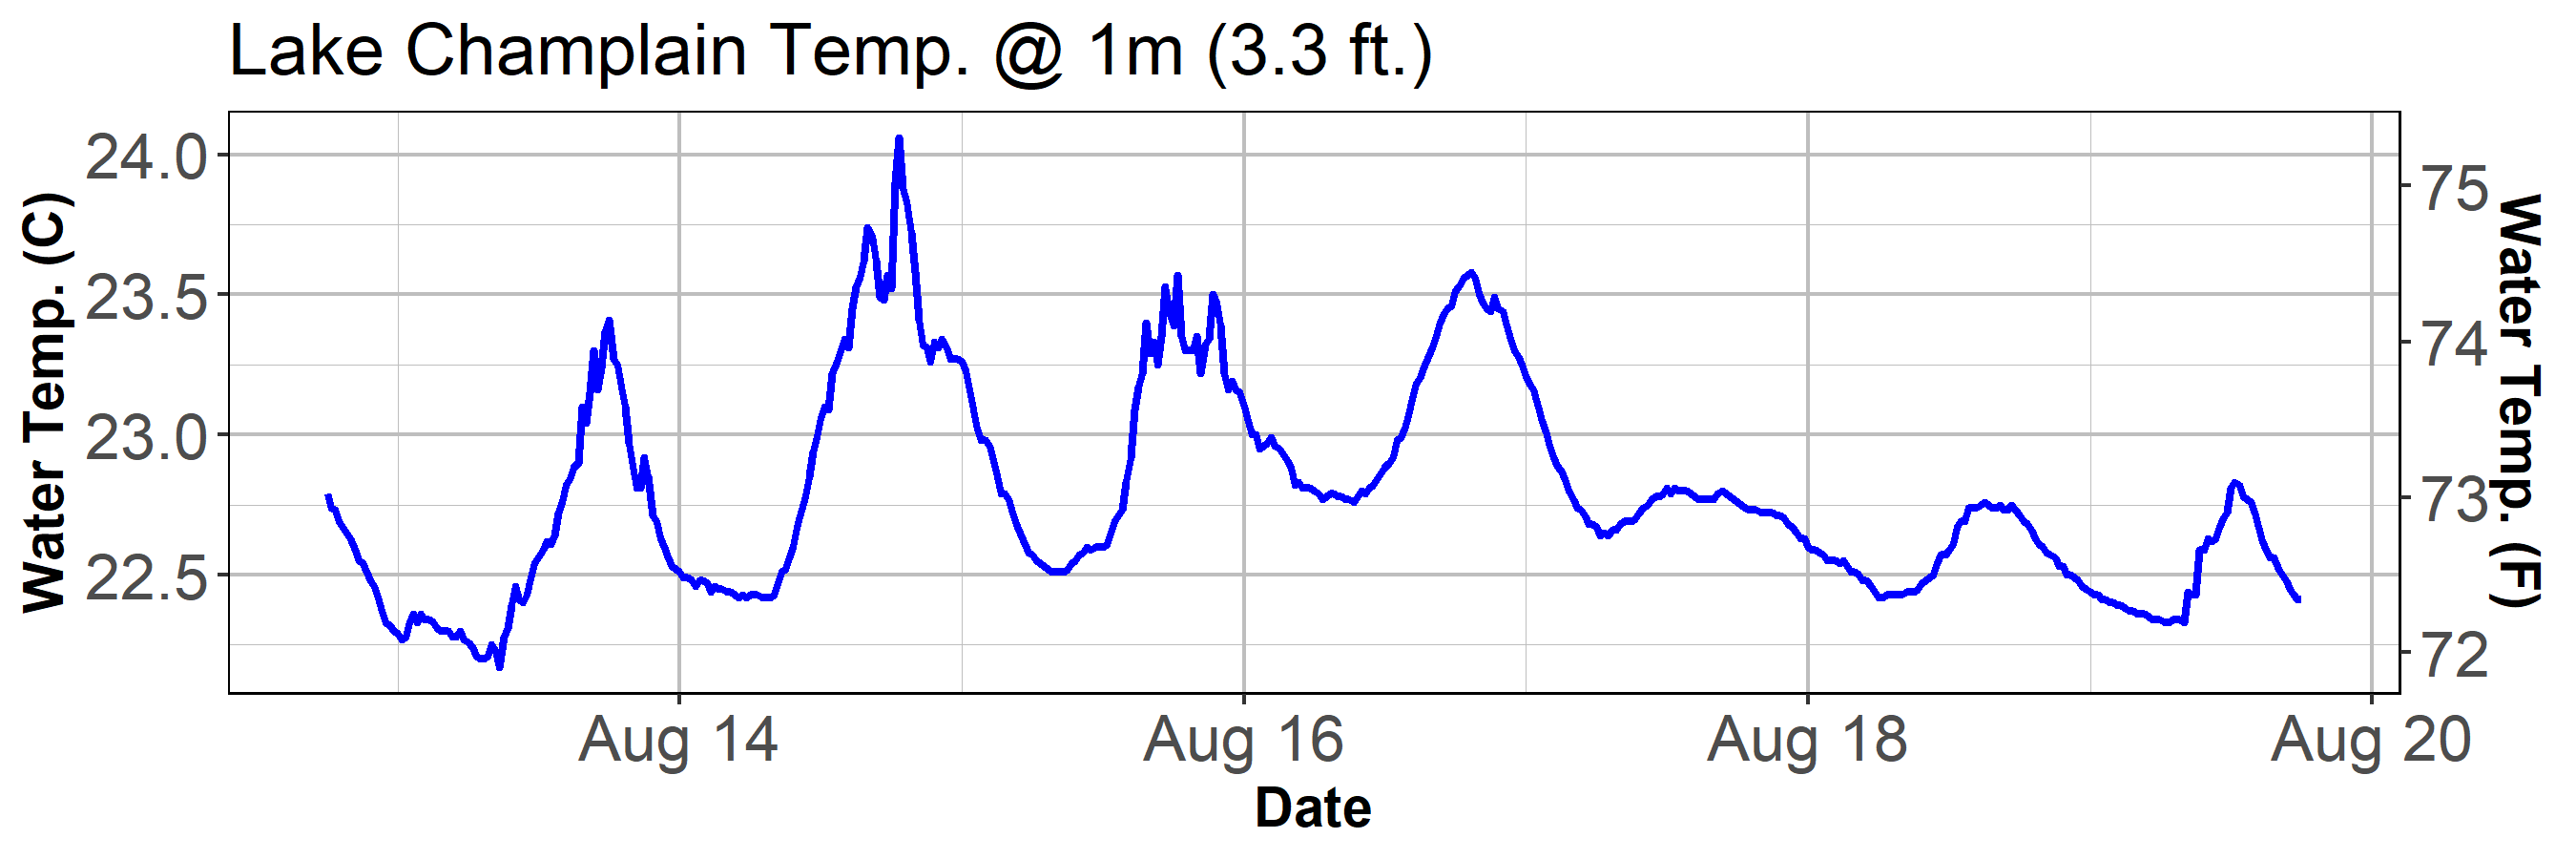 Lake Champlain Temp. @ 1m (3.3 ft.)
Water Temp. (C)
24.0
23.5
23.0
22.5
75
74
73
72
Water Temp. (F)
Aug 14 Aug 16 Aug 18 Aug 20
Date